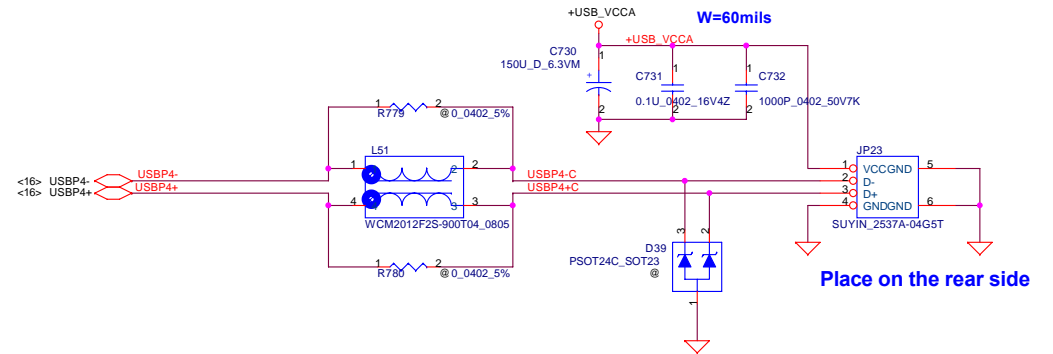 +USB_VCCA
W=60mils
+USB_VCCA
C730
150U_D_6.3VM
1
+
2
C731
1
0.1U_0402_16V4Z
2
C732
1
1000P_0402_50V7K
2
1
2
R779
@
0_0402_5%
L51
1
2
2
<16> USBP4-
USBP4-
<16> USBP4+
USBP4+
4
3
3
WCM2012F2S-900T04_0805
1
2
R780
@
0_0402_5%
USBP4-C
USBP4+C
3
2
D39
PSOT24C_SOT23
@
1
JP23
1
VCCGND
5
2
D-
3
D+
4
GNDGND
6
SUYIN_2537A-04G5T
Place on the rear side